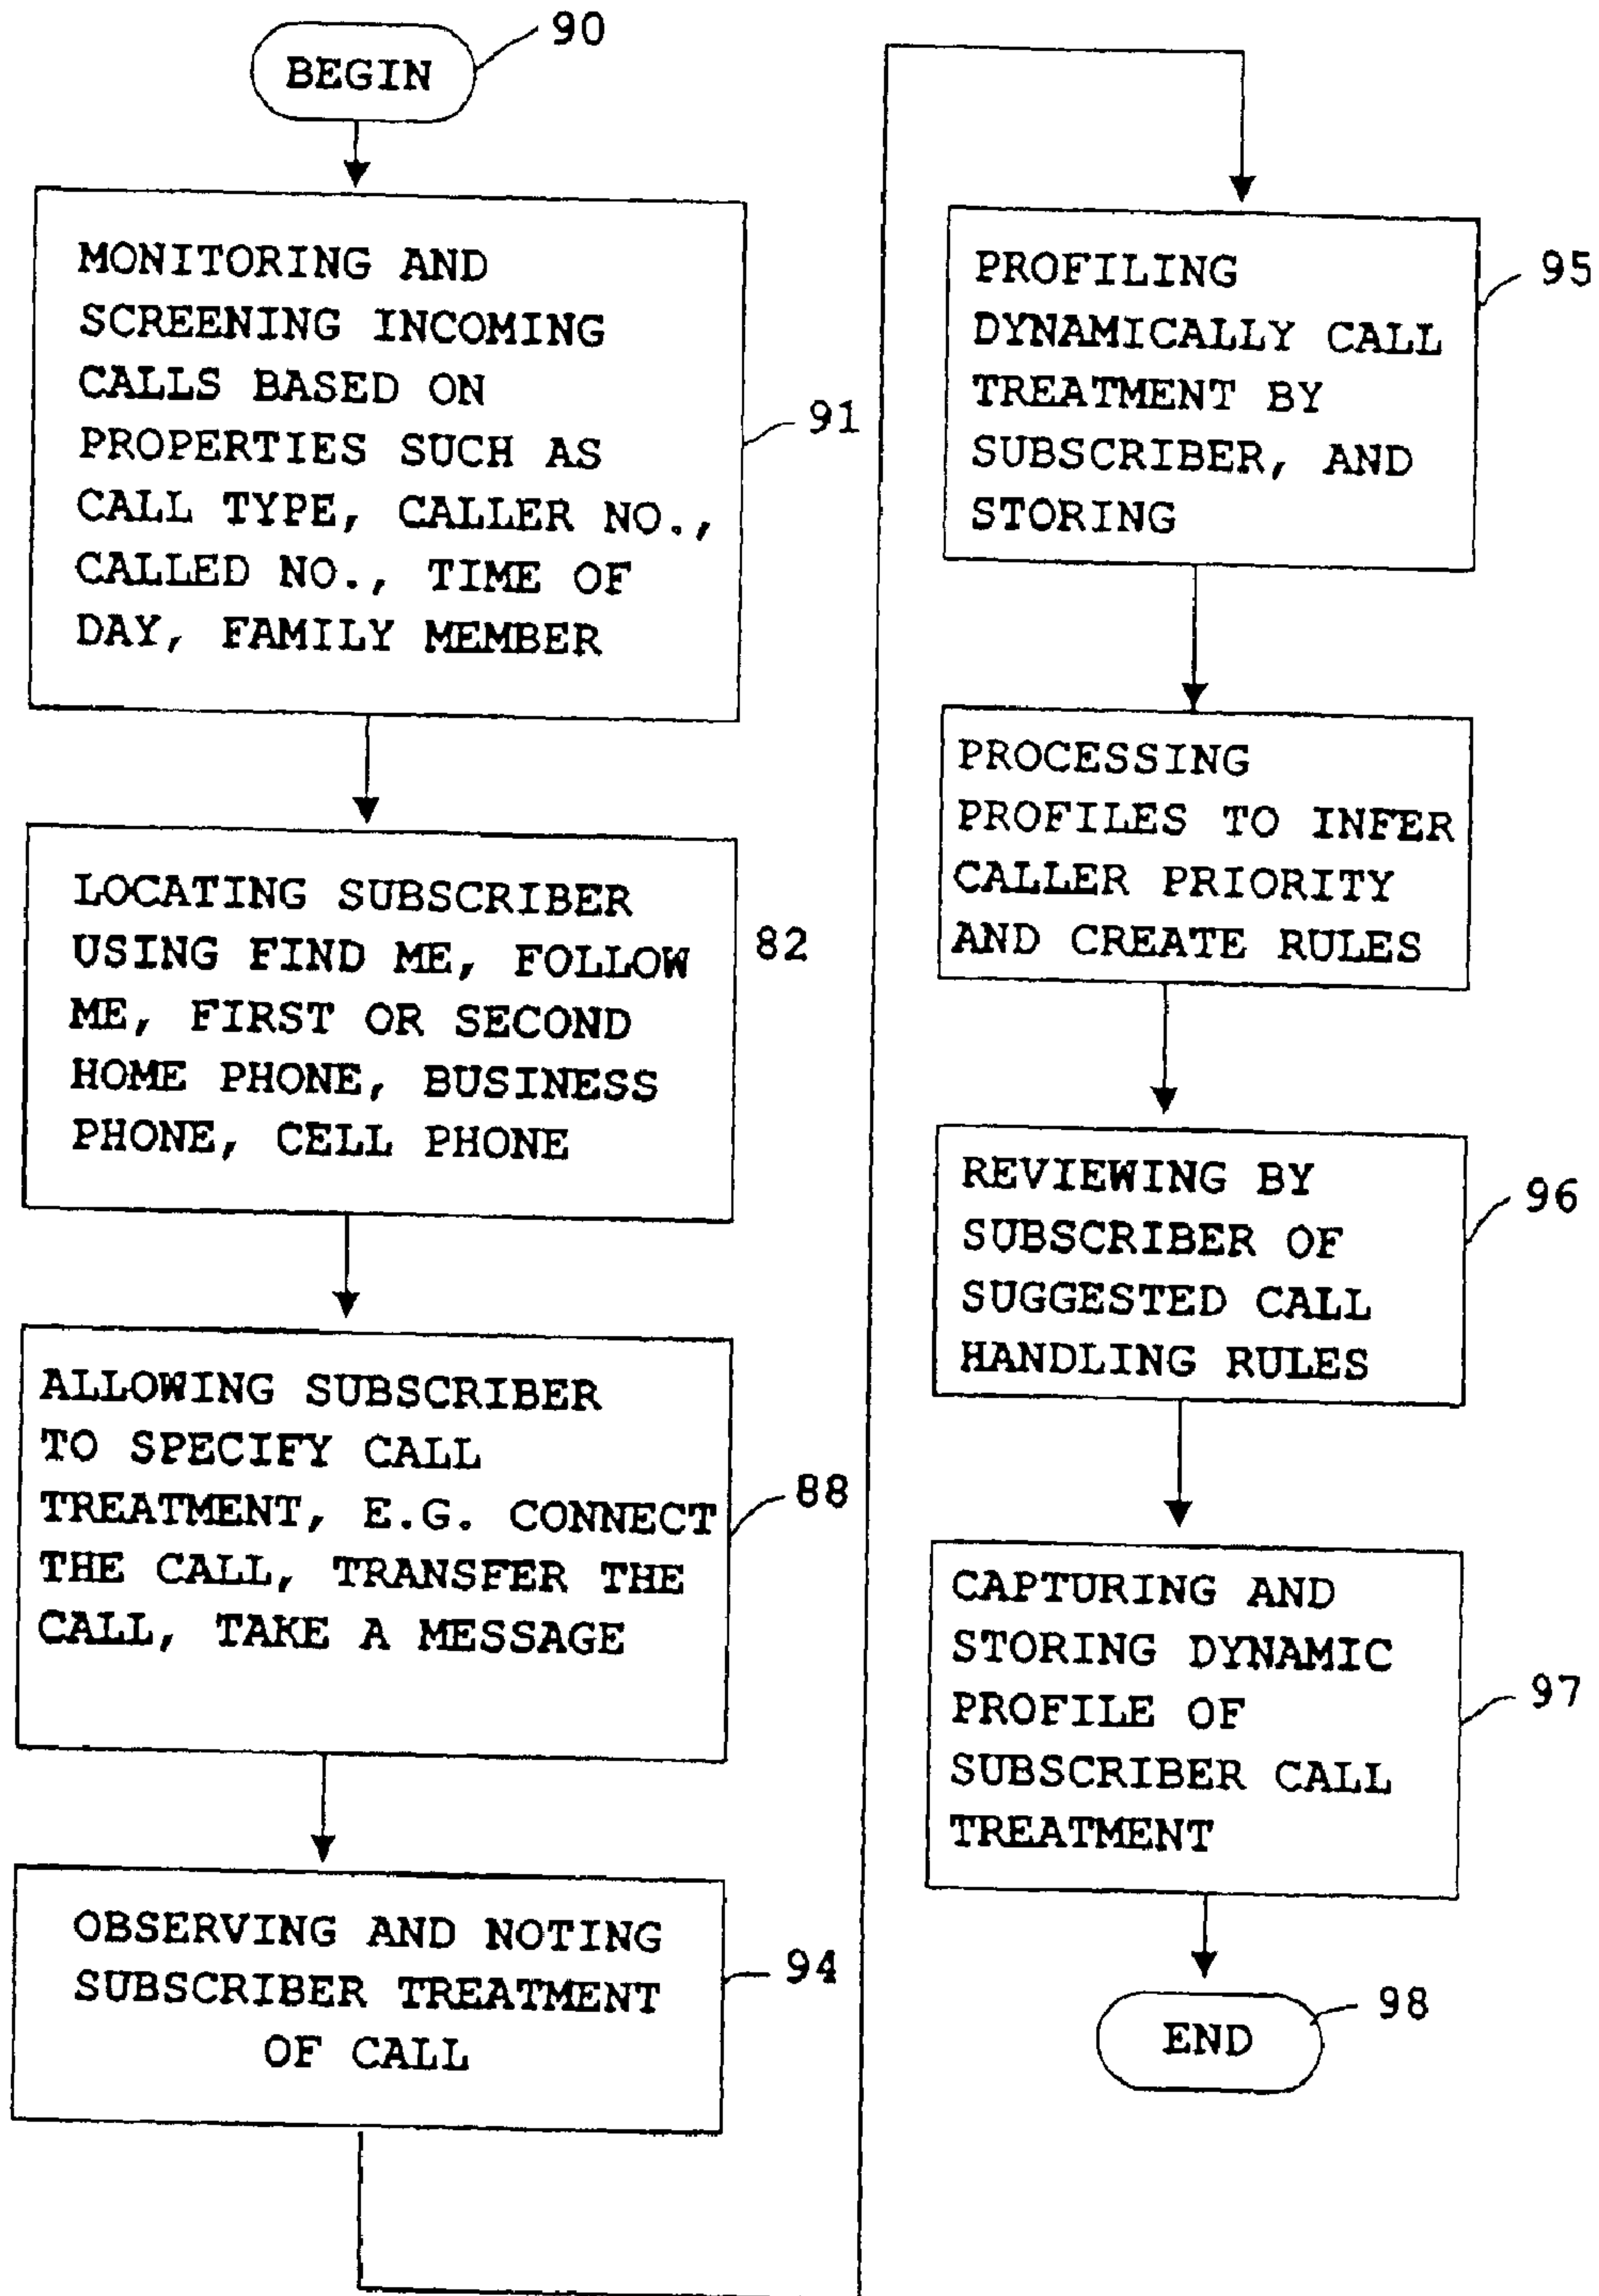 BEGIN
90
MONITORING AND
SCREENING INCOMING
CALLS BASED ON
PROPERTIES SUCH AS
CALL TYPE, CALLER NO.,
CALLED NO., TIME OF
DAY, FAMILY MEMBER
91
LOCATING SUBSCRIBER
USING FIND ME, FOLLOW
ME, FIRST OR SECOND
HOME PHONE, BUSINESS
PHONE, CELL PHONE
82
ALLOWING SUBSCRIBER
TO SPECIFY CALL
TREATMENT, E.G. CONNECT
THE CALL, TRANSFER THE
CALL, TAKE A MESSAGE
88
OBSERVING AND NOTING
SUBSCRIBER TREATMENT
OF CALL
94
PROFILING
DYNAMICALLY CALL
TREATMENT BY
SUBSCRIBER, AND
STORING
95
PROCESSING
PROFILES TO INFER
CALLER PRIORITY
AND CREATE RULES
REVIEWING BY
SUBSCRIBER OF
SUGGESTED CALL
HANDLING RULES
96
CAPTURING AND
STORING DYNAMIC
PROFILE OF
SUBSCRIBER CALL
TREATMENT
97
END
98